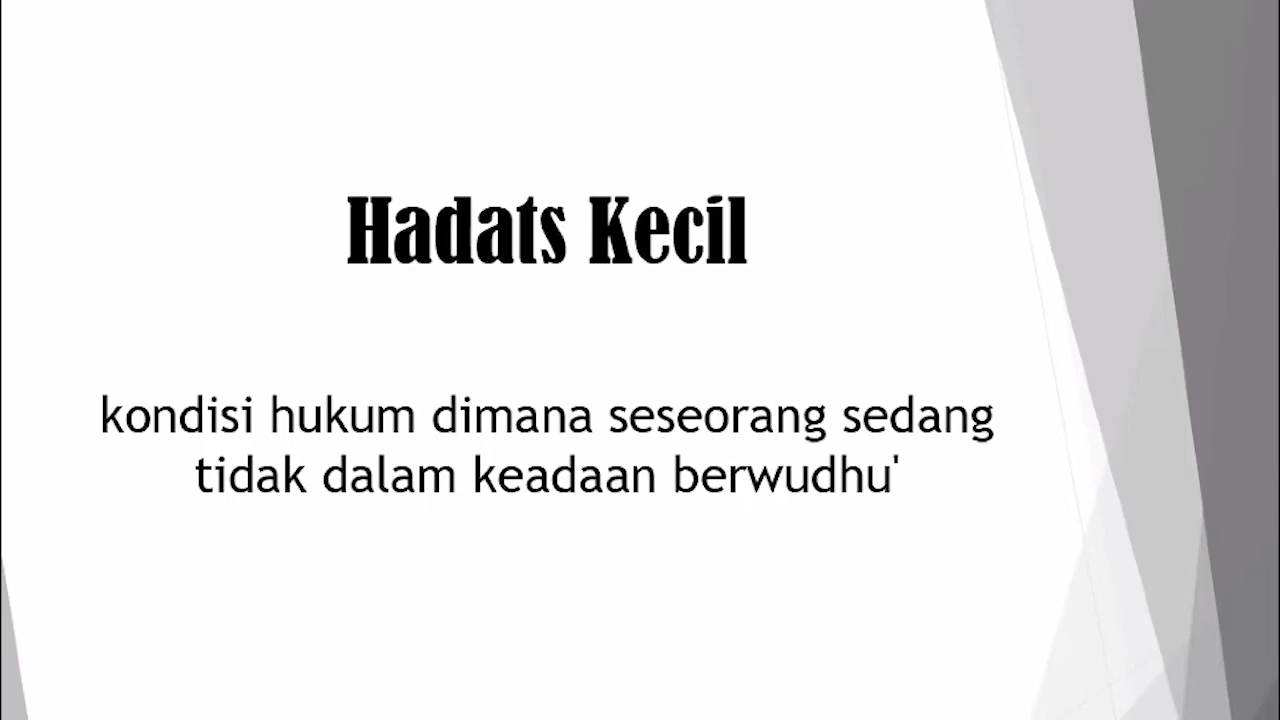 Hadats Kecil
kondisi hukum dimana seseorang sedang
tidak dalam keadaan berwudhu'